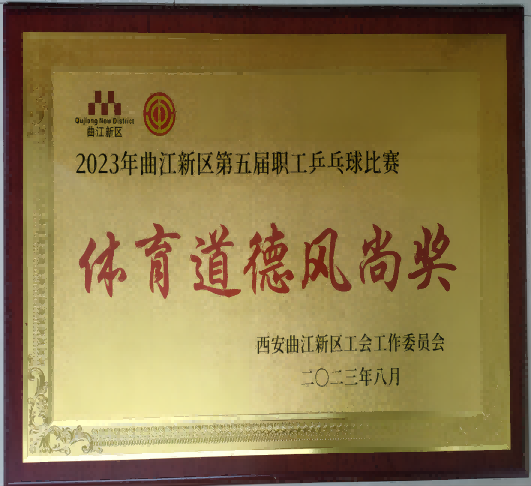 Qujiang New District
曲江新区
2023年曲江新区第五届职工乒乓球比赛
体育道德风尚奖
西安曲江新区工会工作委员会
二〇二三年八月